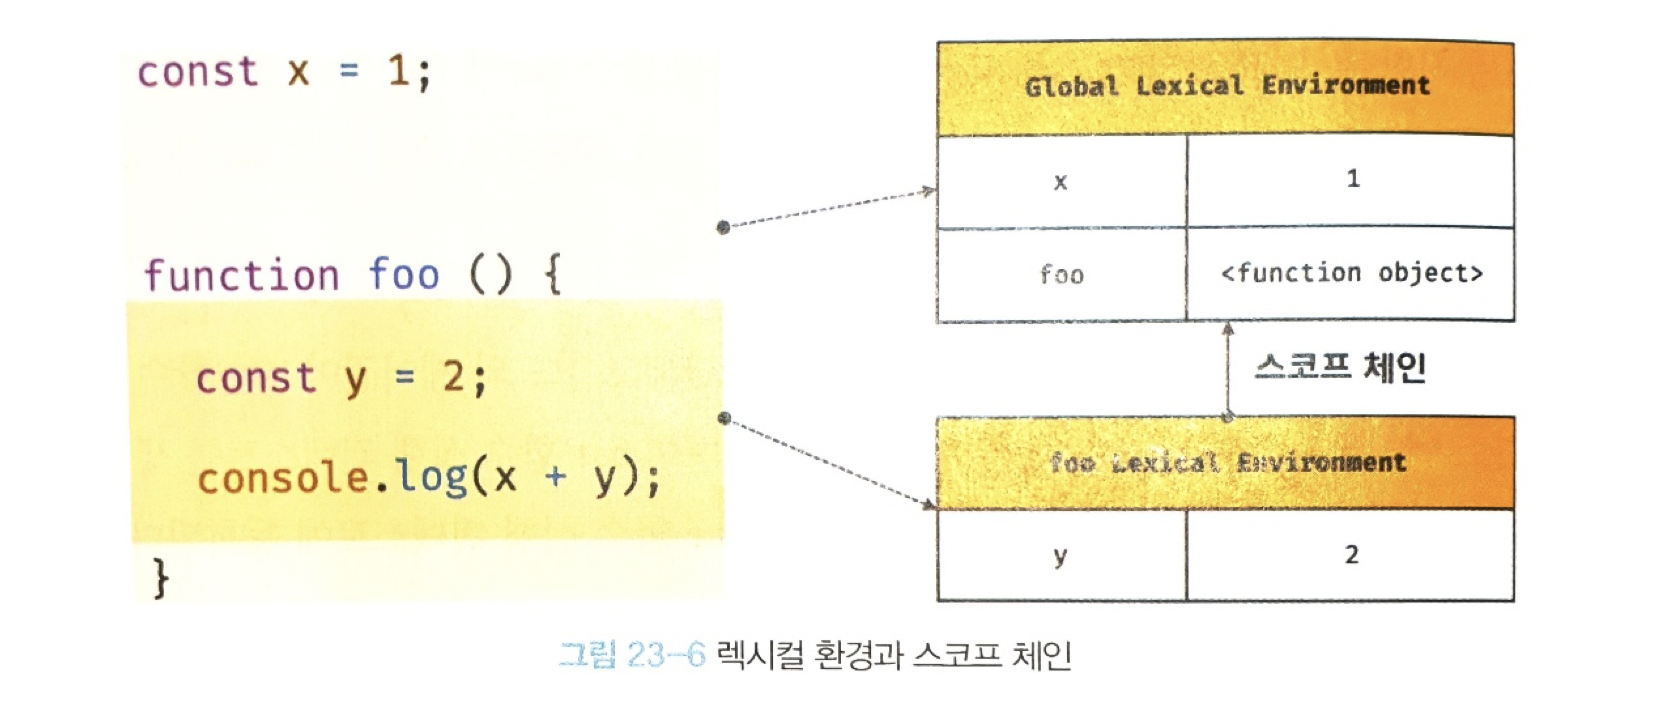 const x = 1;
function foo () {
const y = 2;
console.log(x + y);
}
Global Lexical Environment
x 1
foo <function object>
스코프 체인
foo Lexical Environment
y 2
그림 23-6 렉시컬 환경과 스코프 체인